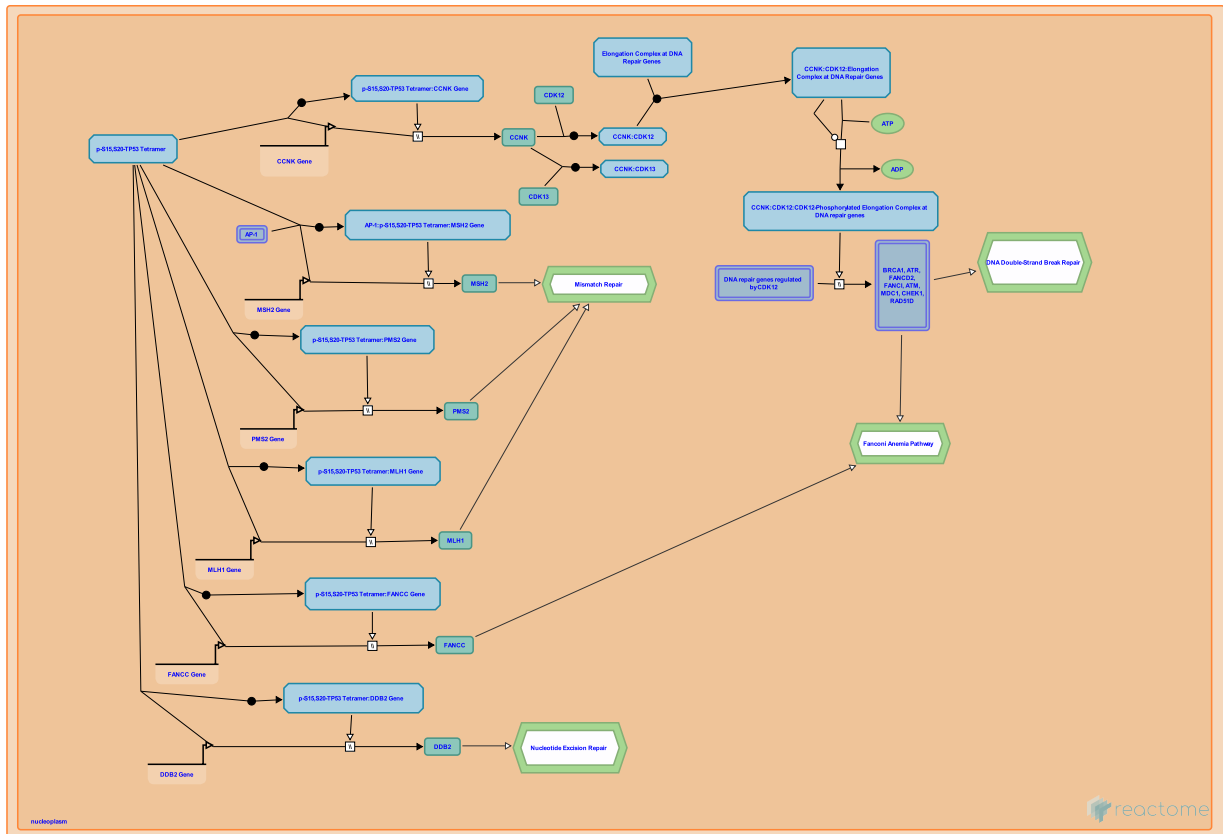 Elongation Complex at DNA
Repair Genes
CCNK:CDK12:Elongation
Complex at DNA Repair Genes
p-S15,S20-TP53 Tetramer:CCNK Gene
CDK12
ATP
p-S15,S20-TP53 Tetramer
CCNK Gene
CCNK
CCNK:CDK12
CCNK:CDK13
ADP
CDK13
CCNK:CDK12:CDK12-Phosphorylated Elongation Complex at
DNA repair genes
AP-1
AP-1:p-S15,S20-TP53 Tetramer:MSH2 Gene
MSH2 Gene
MSH2
Mismatch Repair
DNA repair genes regulated
by CDK12
BRCA1, ATR,
FANCD2,
FANCI, ATM,
MDC1, CHEK1,
RAD51D
DNA Double-Strand Break Repair
p-S15,S20-TP53 Tetramer:PMS2 Gene
PMS2 Gene
PMS2
Fanconi Anemia Pathway
p-S15,S20-TP53 Tetramer:MLH1 Gene
MLH1 Gene
MLH1
p-S15,S20-TP53 Tetramer:FANCC Gene
FANCC Gene
FANCC
p-S15,S20-TP53 Tetramer:DDB2 Gene
DDB2 Gene
DDB2
Nucleotide Excision Repair
nucleoplasm
reactome